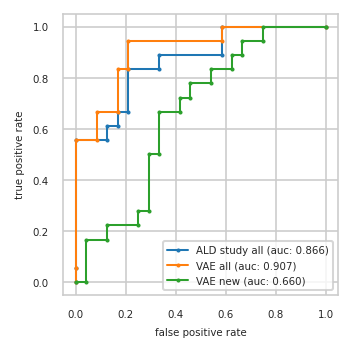 1.0
0.8
0.6
0.4
0.2
0.0
true positive rate
ALD study all (auc: 0.866)
VAE all (auc: 0.907)
VAE new (auc: 0.660)
0.0 0.2 0.4 0.6 0.8 1.0
false positive rate